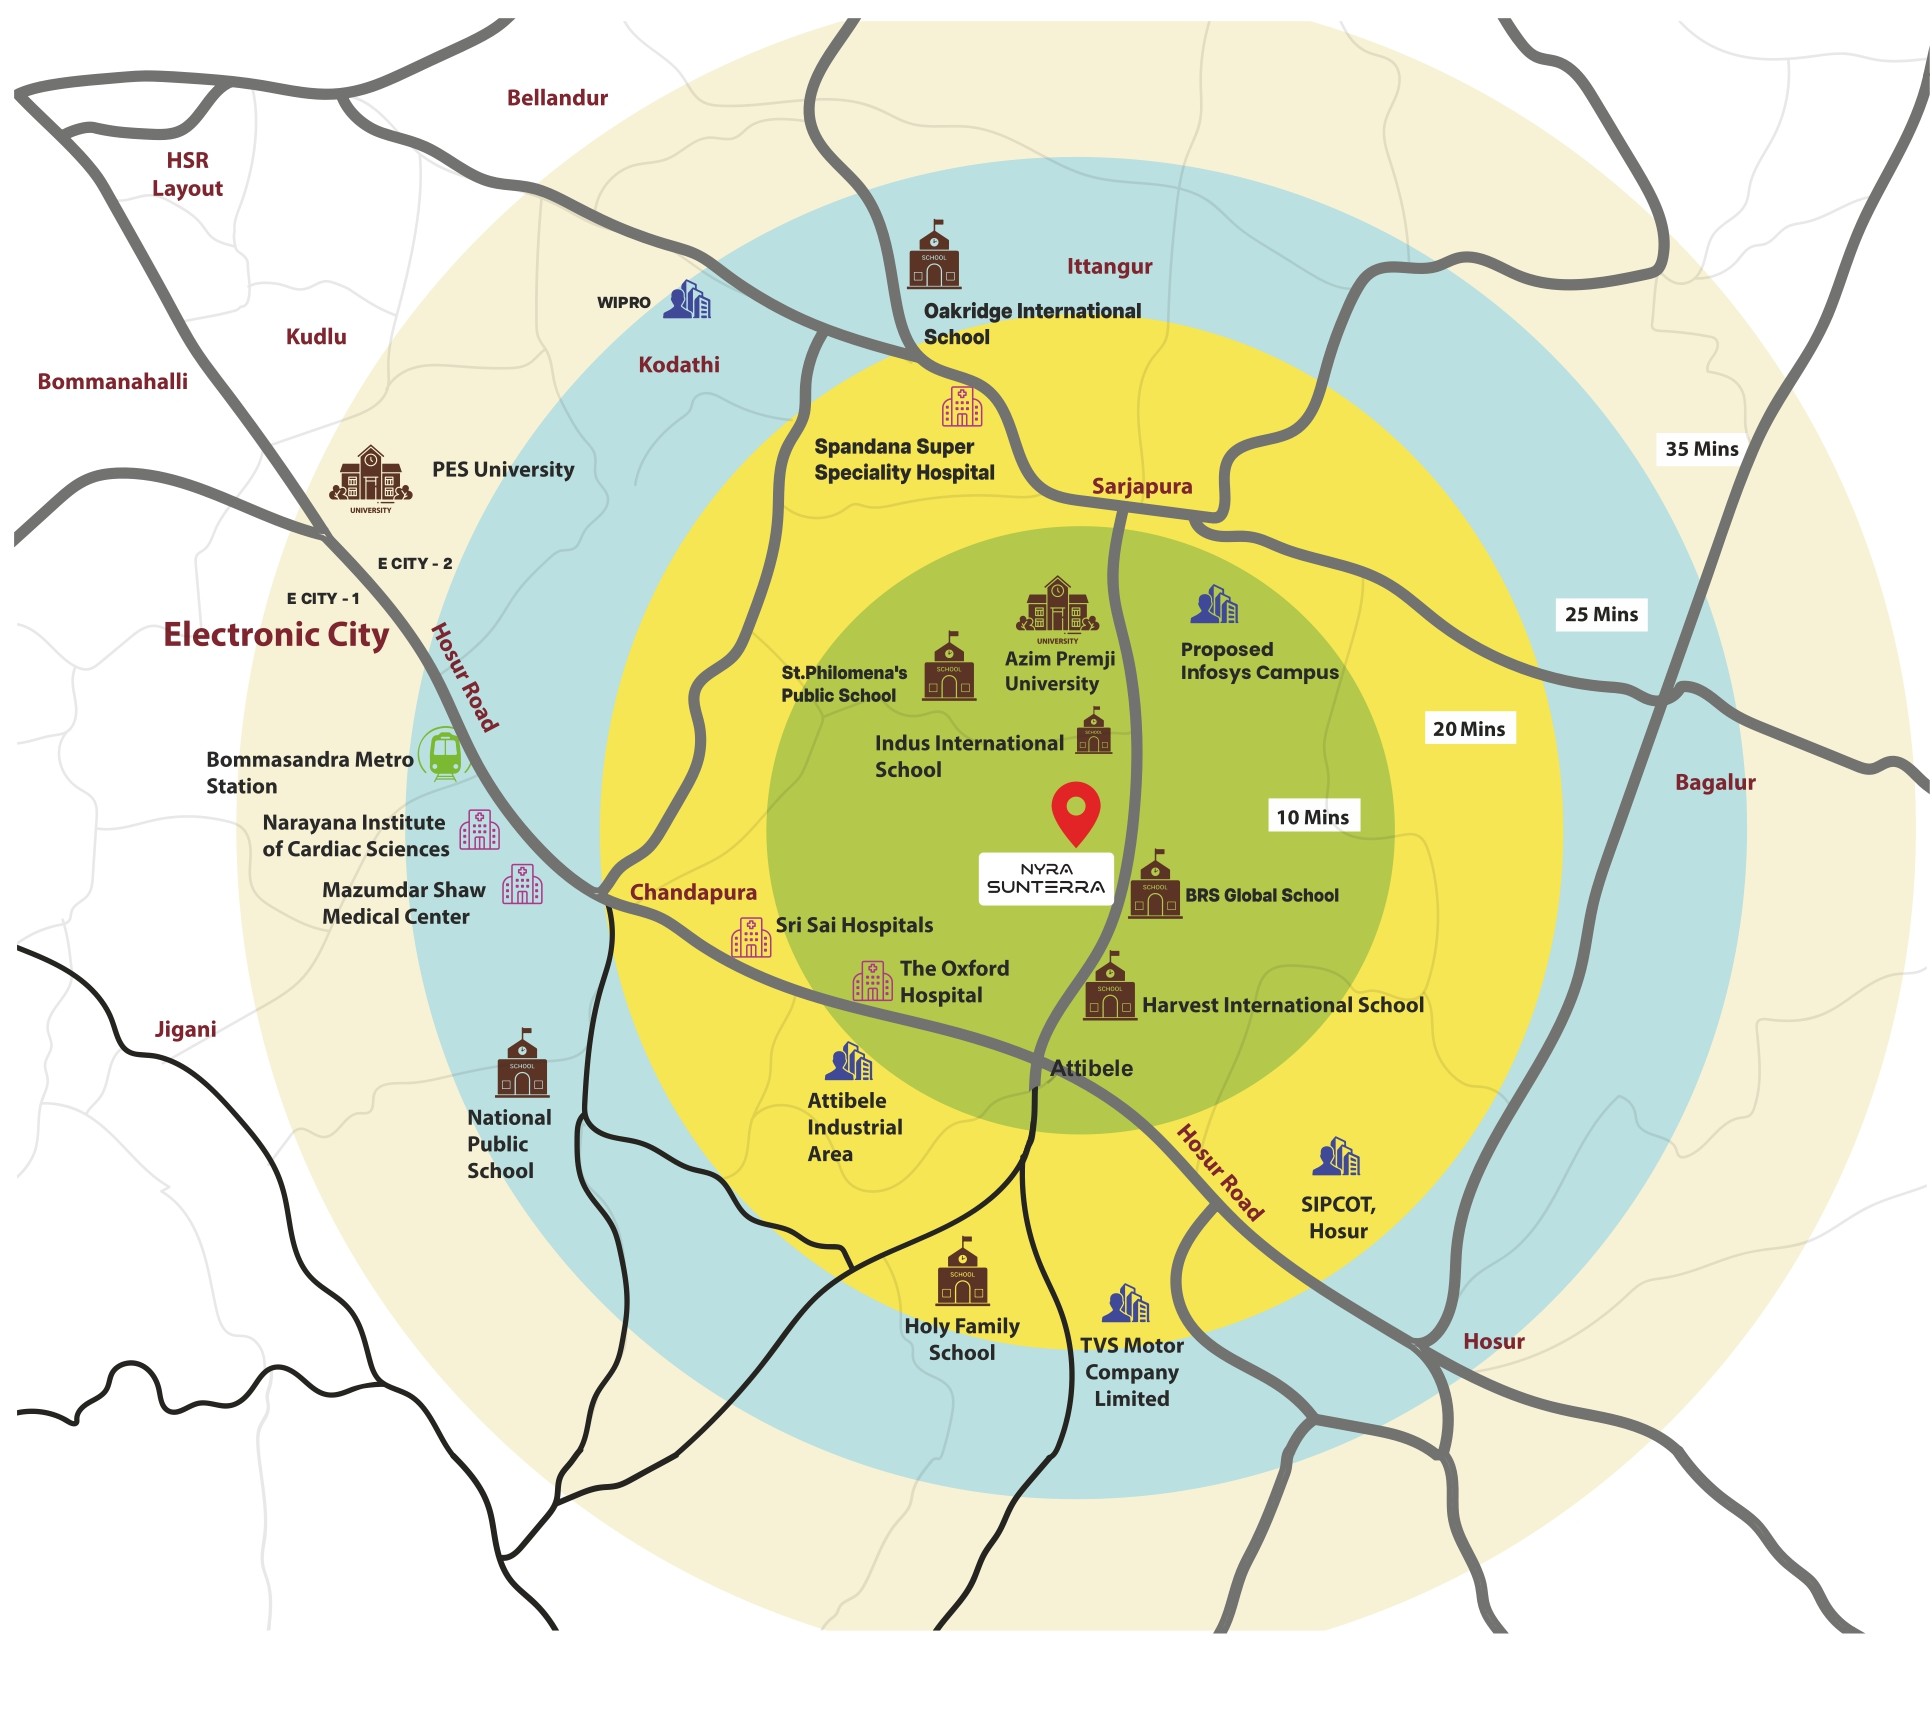 Bellandur
HSR
Layout
SCHOOL
Ittangur
WIPRO
Oakridge International
School
Kudlu
Kodathi
Bommanahalli
Spandana Super
Speciality Hospital
35 Mins
PES University
UNIVERSITY
Sarjapura
E CITY - 2
E CITY - 1
Electronic City
Hosur Road
25 Mins
UNIVERSITY
Azim Premji
University
Proposed
Infosys Campus
SCHOOL
St.Philomena's
Public School
20 Mins
Indus International
School
SCHOOL
Bommasandra Metro
Station
Bagalur
10 Mins
Narayana Institute
of Cardiac Sciences
NYRA
SUNTERRA
Mazumdar Shaw
Medical Center
Chandapura
SCHOOL
BRS Global School
Sri Sai Hospitals
The Oxford
Hospital
SCHOOL
Harvest International School
Jigani
Attibele
SCHOOL
National
Public
School
Attibele
Industrial
Area
Hosur Road
SIPCOT,
Hosur
SCHOOL
Holy Family
School
TVS Motor
Company
Limited
Hosur